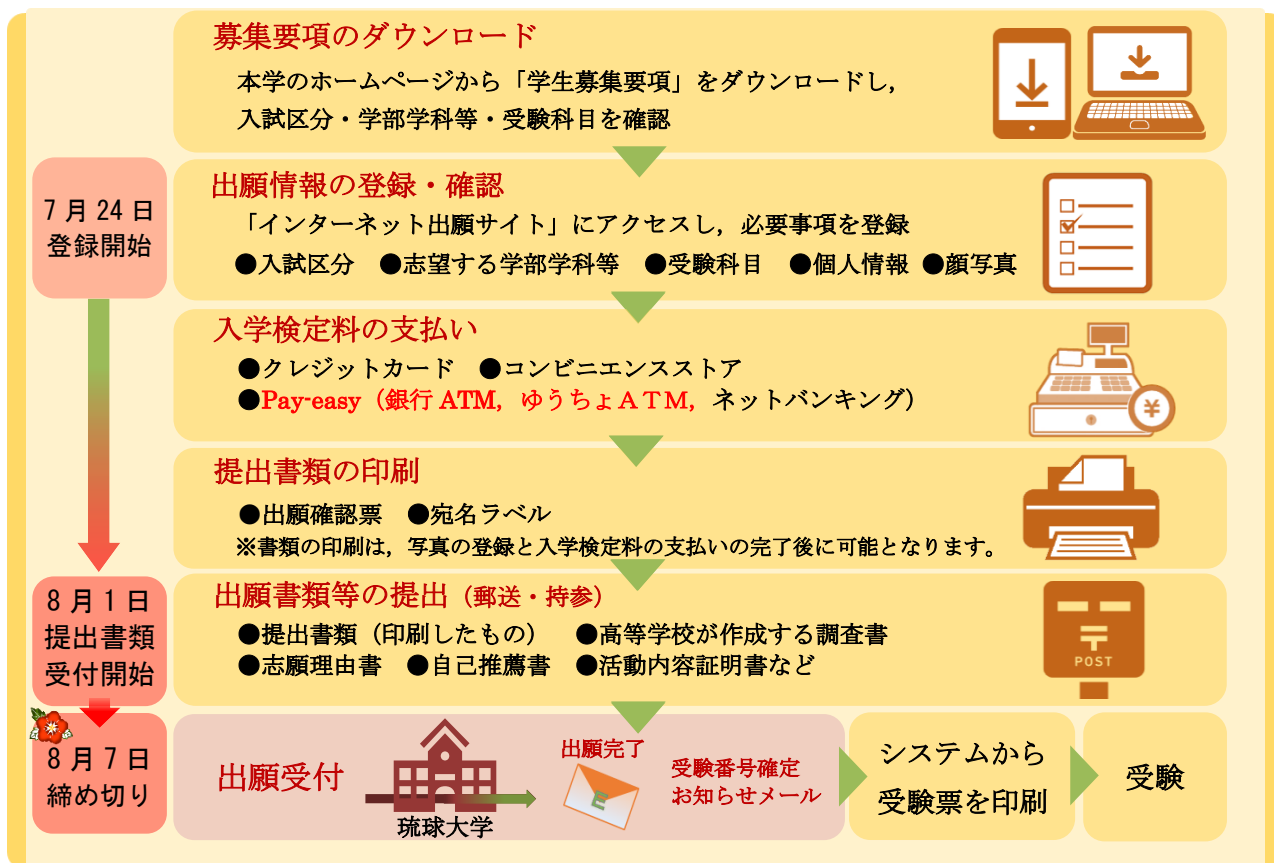 募集要項のダウンロード
本学のホームページから「学生募集要項」をダウンロードし，
入試区分・学部学科等・受験科目を確認
7月24日
登録開始
出願情報の登録・確認
「インターネット出願サイト」にアクセスし，必要事項を登録
●入試区分　●志望する学部学科等　●受験科目　●個人情報　●顔写真
入学検定料の支払い
●クレジットカード　●コンビニエンスストア
●Pay-easy（銀行ATM，ゆうちょＡＴＭ，ネットバンキング）
¥
提出書類の印刷
●出願確認票　●宛名ラベル
※書類の印刷は，写真の登録と入学検定料の支払いの完了後に可能となります。
8月1日
提出書類
受付開始
出願書類等の提出（郵送・持参）
●提出書類（印刷したもの）　●高等学校が作成する調査書
●志願理由書　●自己推薦書　●活動内容証明書など
〒
POST
8月7日
締め切り
出願受付
琉球大学
出願完了
E
受験番号確定
お知らせメール
システムから
受験票を印刷
受験